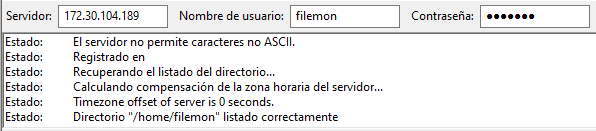 Servidor: 172.30.104.189 Nombre de usuario: filemon Contraseña: ●●●●●●●
Estado: El servidor no permite caracteres no ASCII.
Estado: Registrado en
Estado: Recuperando el listado del directorio...
Estado: Calculando compensación de la zona horaria del servidor...
Estado: Timezone offset of server is 0 seconds.
Estado: Directorio "/home/filemon" listado correctamente